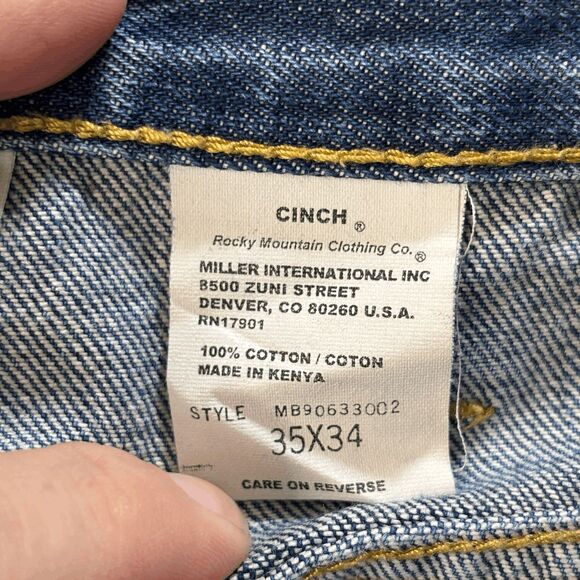 CINCH ®
Rocky Mountain Clothing Co.®
MILLER INTERNATIONAL INC
8500 ZUNI STREET
DENVER, CO 80260 U.S.A.
RN17901
100% COTTON / COTON
MADE IN KENYA
STYLE MB90633002
35X34
CARE ON REVERSE